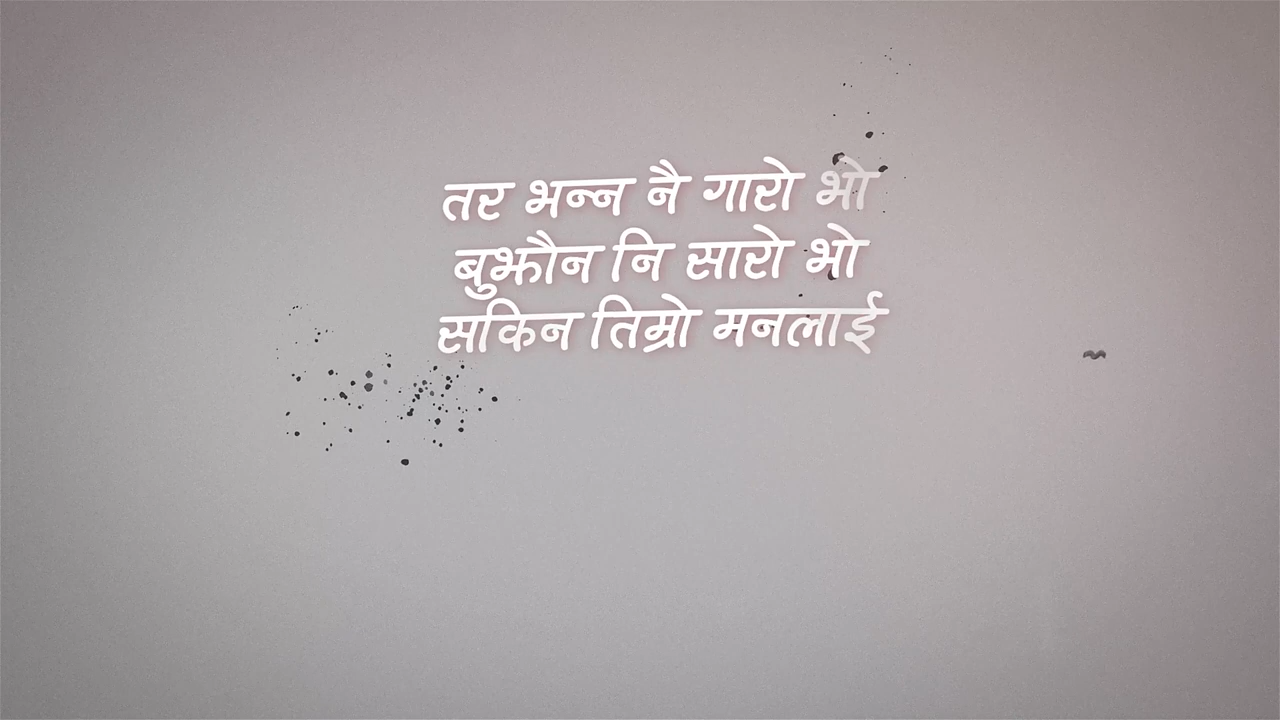 तर भन्न नै गारो भो
बुझौन नि सारो भो
सकिन तिम्रो मनलाई